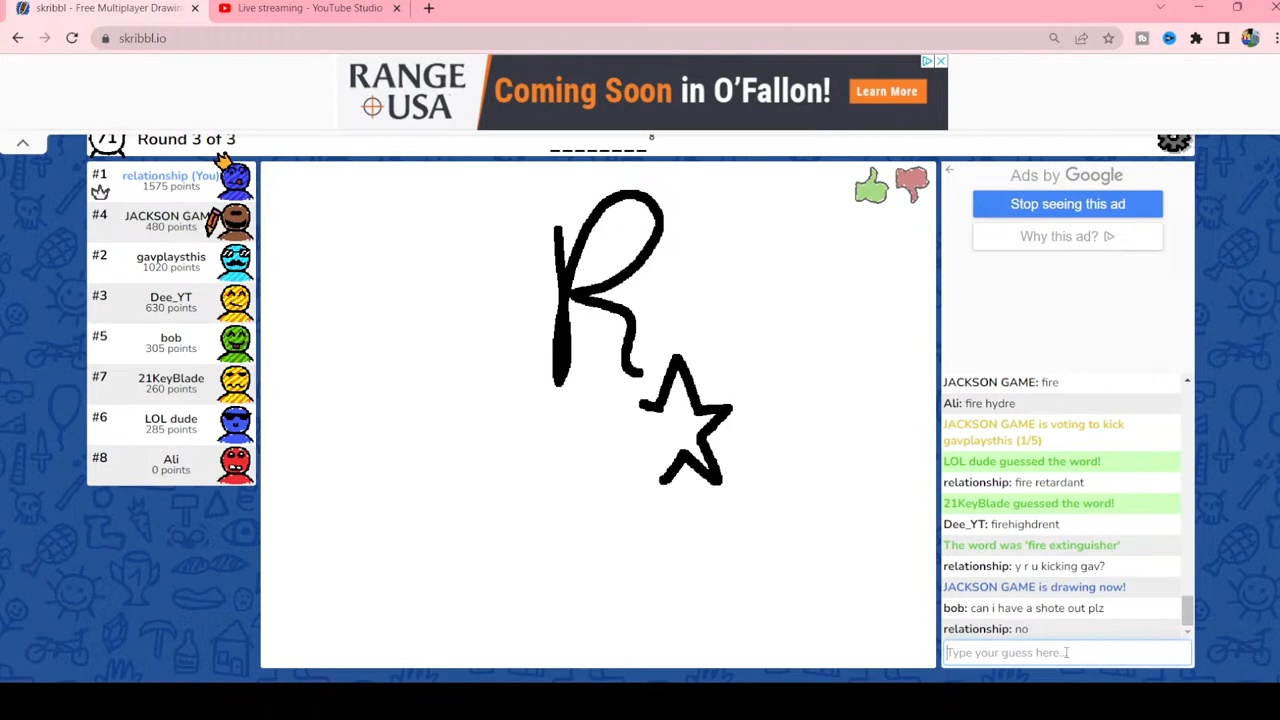 skribbl - Free Multiplayer Drawin
Live streaming - YouTube Studio
skribbl.io
RANGE
USA
Coming Soon in O'Fallon!
Learn More
71
Round 3 of 3
________ 8
#1 relationship (You)
1575 points
#4 JACKSON GAM
480 points
#2 gavplaysthis
1020 points
#3 Dee_YT
630 points
#5 bob
305 points
#7 21KeyBlade
260 points
#6 LOL dude
285 points
#8 Ali
0 points
R
Ads by Google
Stop seeing this ad
Why this ad?
JACKSON GAME: fire
Ali: fire hydre
JACKSON GAME is voting to kick
gavplaysthis (1/5)
LOL dude guessed the word!
relationship: fire retardant
21KeyBlade guessed the word!
Dee_YT: firehighdrent
The word was 'fire extinguisher'
relationship: y r u kicking gav?
JACKSON GAME is drawing now!
bob: can i have a shote out plz
relationship: no
Type your guess here...